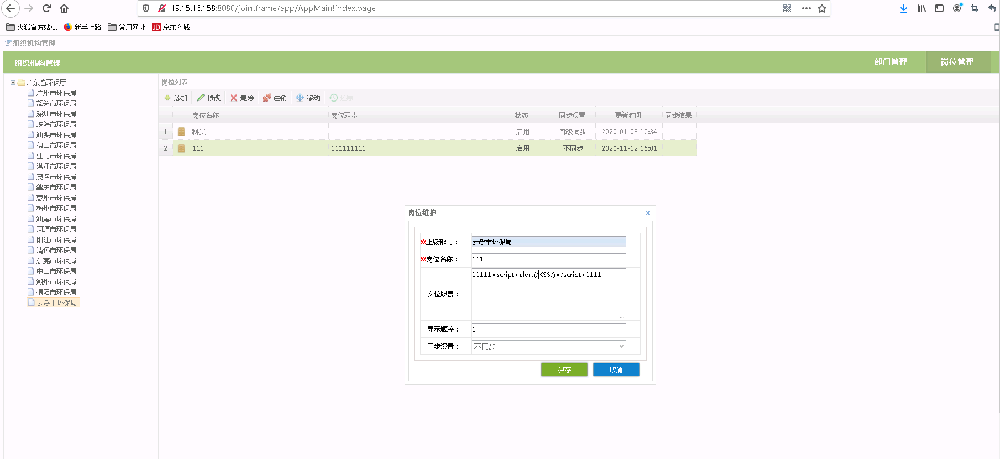 19.15.16.158:8080/jointframe/app/AppMain!index.page
火狐官方站点 新手上路 常用网址 JD 京东商城
组织机构管理
组织机构管理 部门管理 岗位管理
广东省环保厅
广州市环保局
韶关市环保局
深圳市环保局
珠海市环保局
汕头市环保局
佛山市环保局
江门市环保局
湛江市环保局
茂名市环保局
肇庆市环保局
惠州市环保局
梅州市环保局
汕尾市环保局
河源市环保局
阳江市环保局
清远市环保局
东莞市环保局
中山市环保局
潮州市环保局
揭阳市环保局
云浮市环保局
岗位列表
添加 修改 删除 注销 移动 还原
岗位名称 岗位职责 状态 同步设置 更新时间 同步结果
1 科员 启用 部级同步 2020-01-08 16:34
2 111 111111111 启用 不同步 2020-11-12 16:01
岗位维护
※上级部门： 云浮市环保局
※岗位名称： 111
岗位职责： 11111<script>alert(/XSS/)</script>1111
显示顺序： 1
同步设置： 不同步
保存 取消